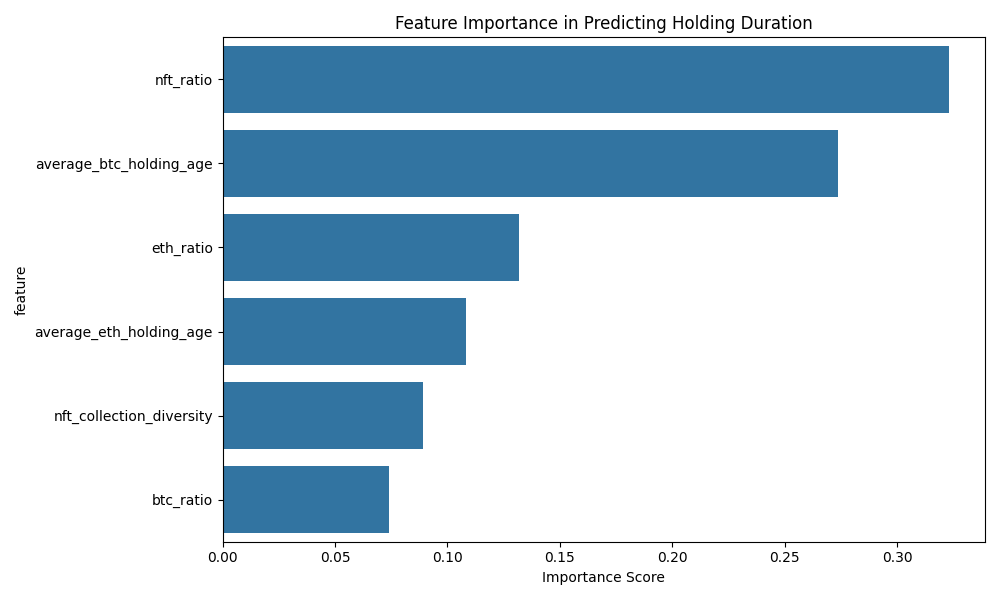 Feature Importance in Predicting Holding Duration
nft_ratio
average_btc_holding_age
eth_ratio
average_eth_holding_age
nft_collection_diversity
btc_ratio
feature
0.00 0.05 0.10 0.15 0.20 0.25 0.30
Importance Score